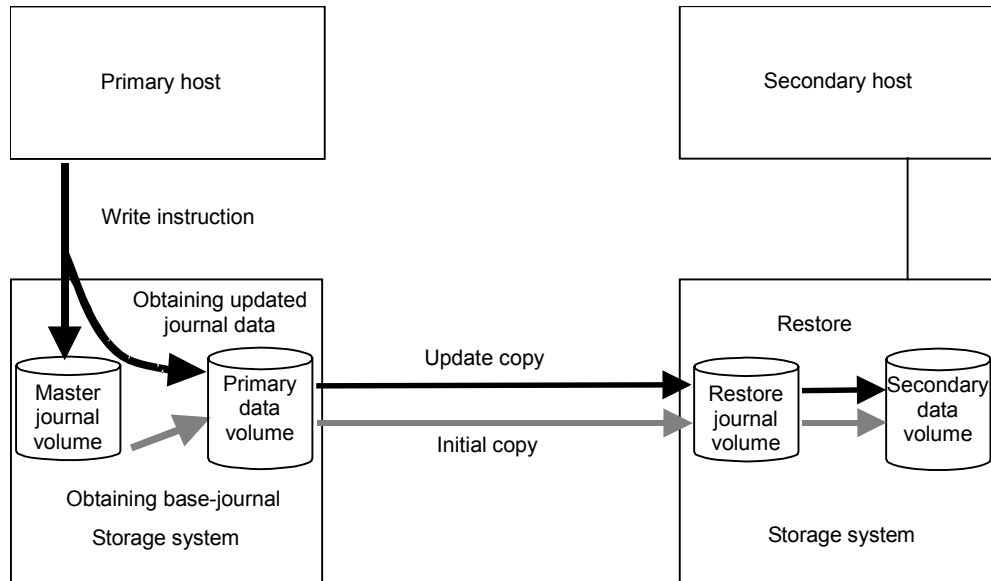 Primary host
Secondary host
Write instruction
Obtaining updated
journal data
Restore
Update copy
Master
journal
volume
Primary
data
volume
Restore
journal
volume
Secondary
data
volume
Initial copy
Obtaining base-journal
Storage system
Storage system